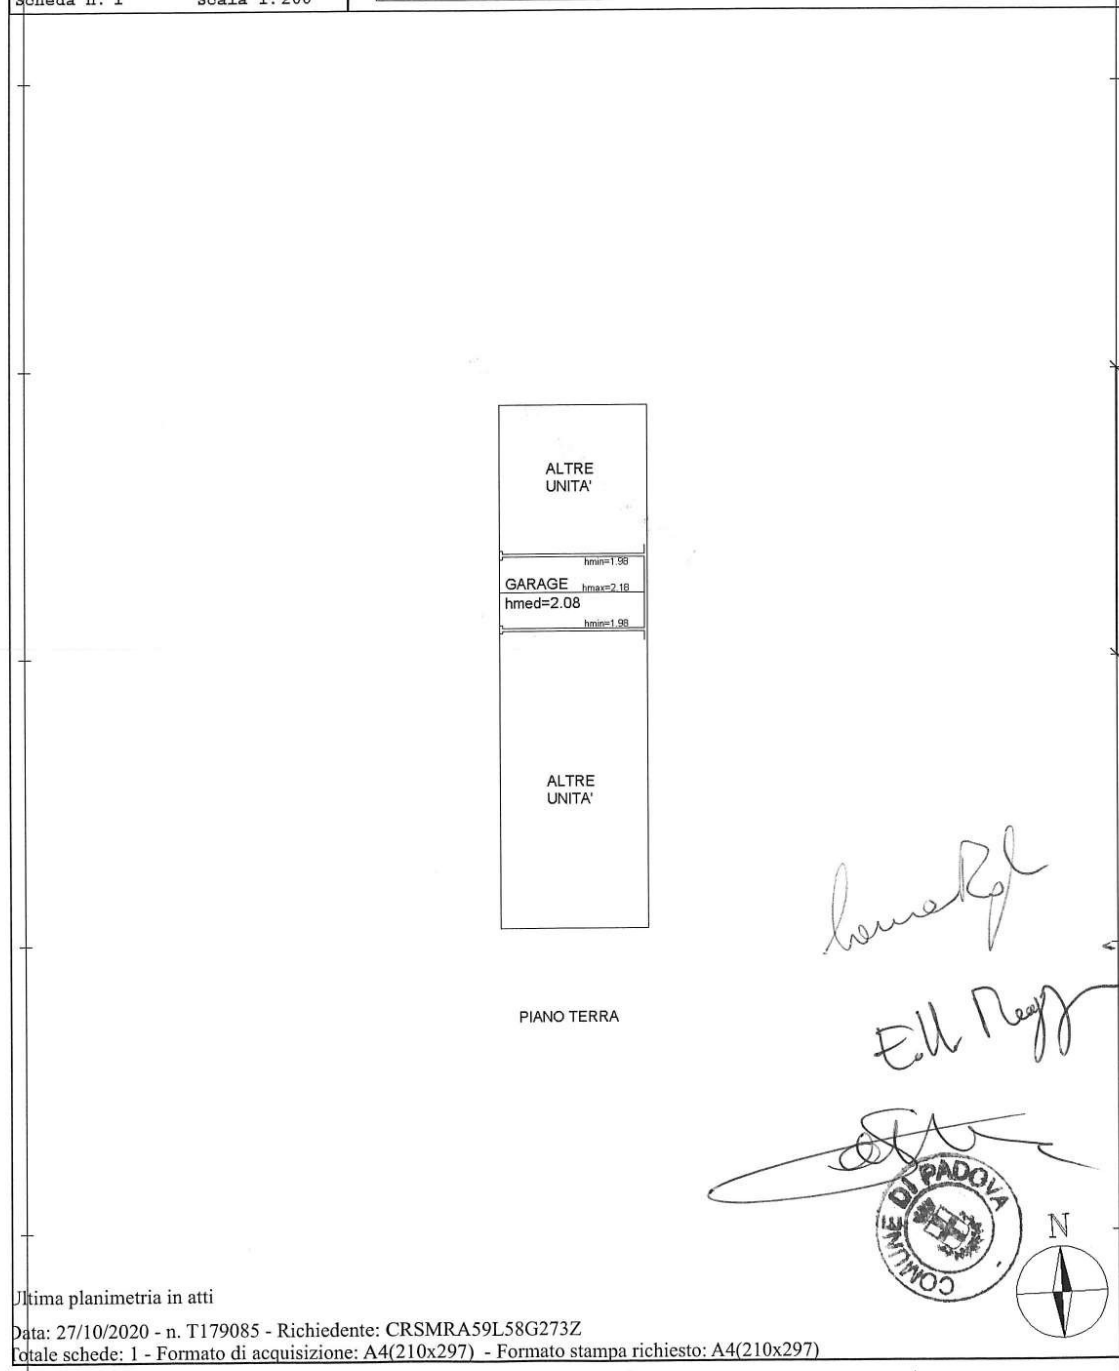 Scheda n. 1 Scala 1:200
ALTRE
UNITA'
hmin=1.98
GARAGE hmax=2.18
hmed=2.08
hmin=1.98
ALTRE
UNITA'
PIANO TERRA
COMUNE DI PADOVA
N
Ultima planimetria in atti
Data: 27/10/2020 - n. T179085 - Richiedente: CRSMRA59L58G273Z
Totale schede: 1 - Formato di acquisizione: A4(210x297) - Formato stampa richiesto: A4(210x297)